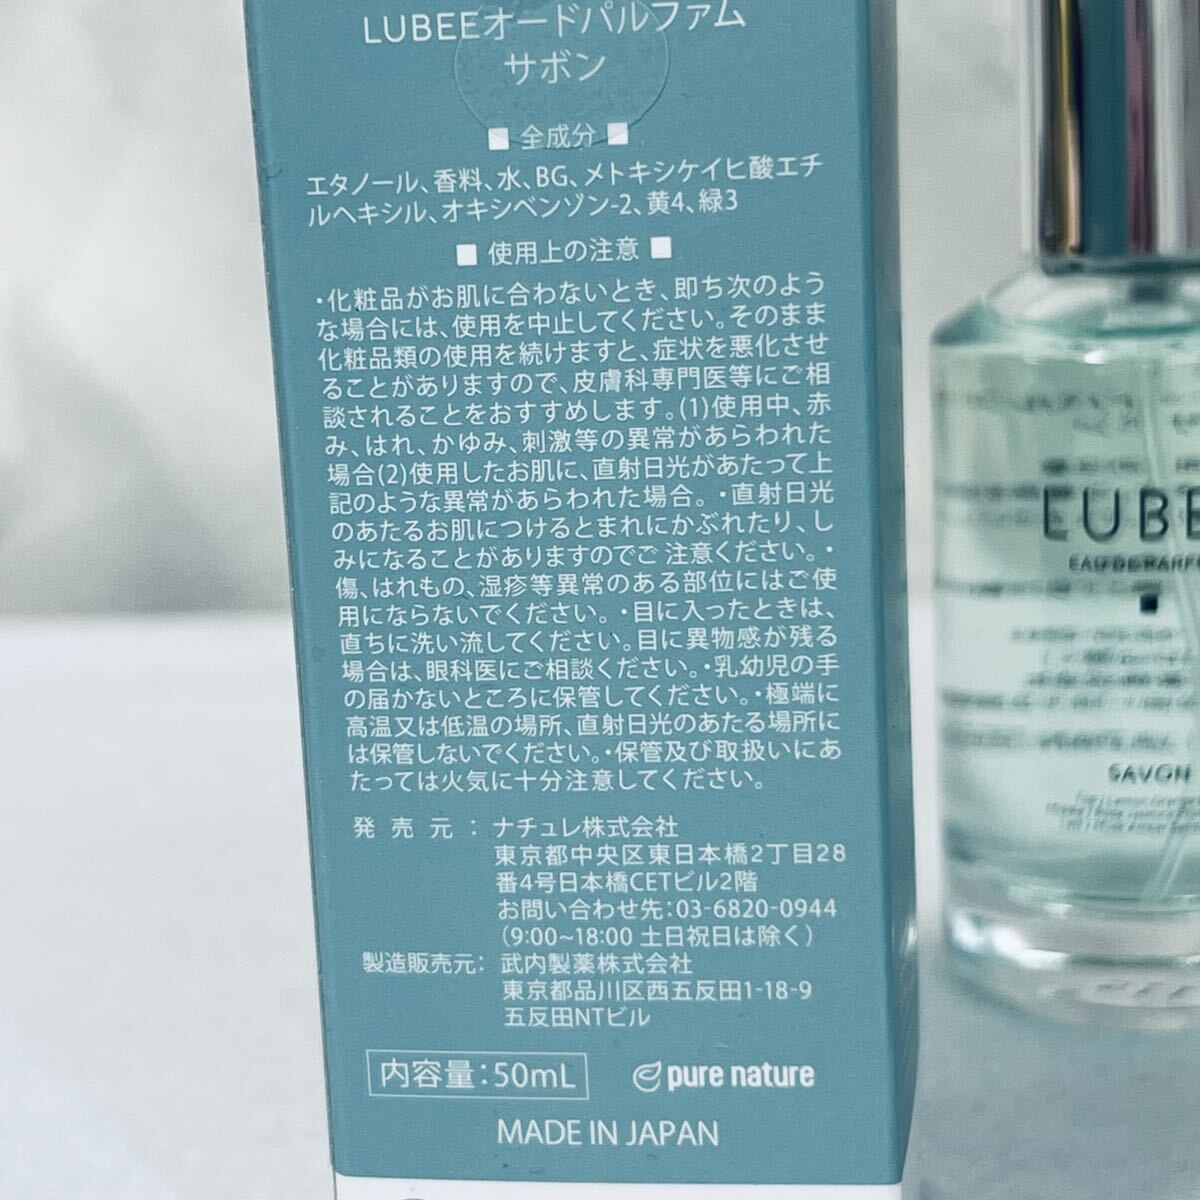 LUBEEオードパルファム
サボン
■ 全成分 ■
エタノール、香料、水、BG、メトキシケイヒ酸エチ
ルヘキシル、オキシベンゾン-2、黄4、緑3
■ 使用上の注意 ■
・化粧品がお肌に合わないとき、即ち次のよう
な場合には、使用を中止してください。そのまま
化粧品類の使用を続けますと、症状を悪化させ
ることがありますので、皮膚科専門医等にご相
談されることをおすすめします。(1)使用中、赤
み、はれ、かゆみ、刺激等の異常があらわれた
場合(2)使用したお肌に、直射日光があたって上
記のような異常があらわれた場合。・直射日光
のあたるお肌につけるとまれにかぶれたり、し
みになることがありますのでご 注意ください。・
傷、はれもの、湿疹等異常のある部位にはご使
用にならないでください。・目に入ったときは、
直ちに洗い流してください。目に異物感が残る
場合は、眼科医にご相談ください。・乳幼児の手
の届かないところに保管してください。・極端に
高温又は低温の場所、直射日光のあたる場所に
は保管しないでください。・保管及び取扱いにあ
たっては火気に十分注意してください。
発売元:ナチュレ株式会社
東京都中央区東日本橋2丁目28
番4号日本橋CETビル2階
お問い合わせ先:03-6820-0944
(9:00~18:00 土日祝日は除く)
製造販売元:武内製薬株式会社
東京都品川区西五反田1-18-9
五反田NTビル
内容量:50mL
pure nature
MADE IN JAPAN
LUBE
EAU DE PARF
SAVON